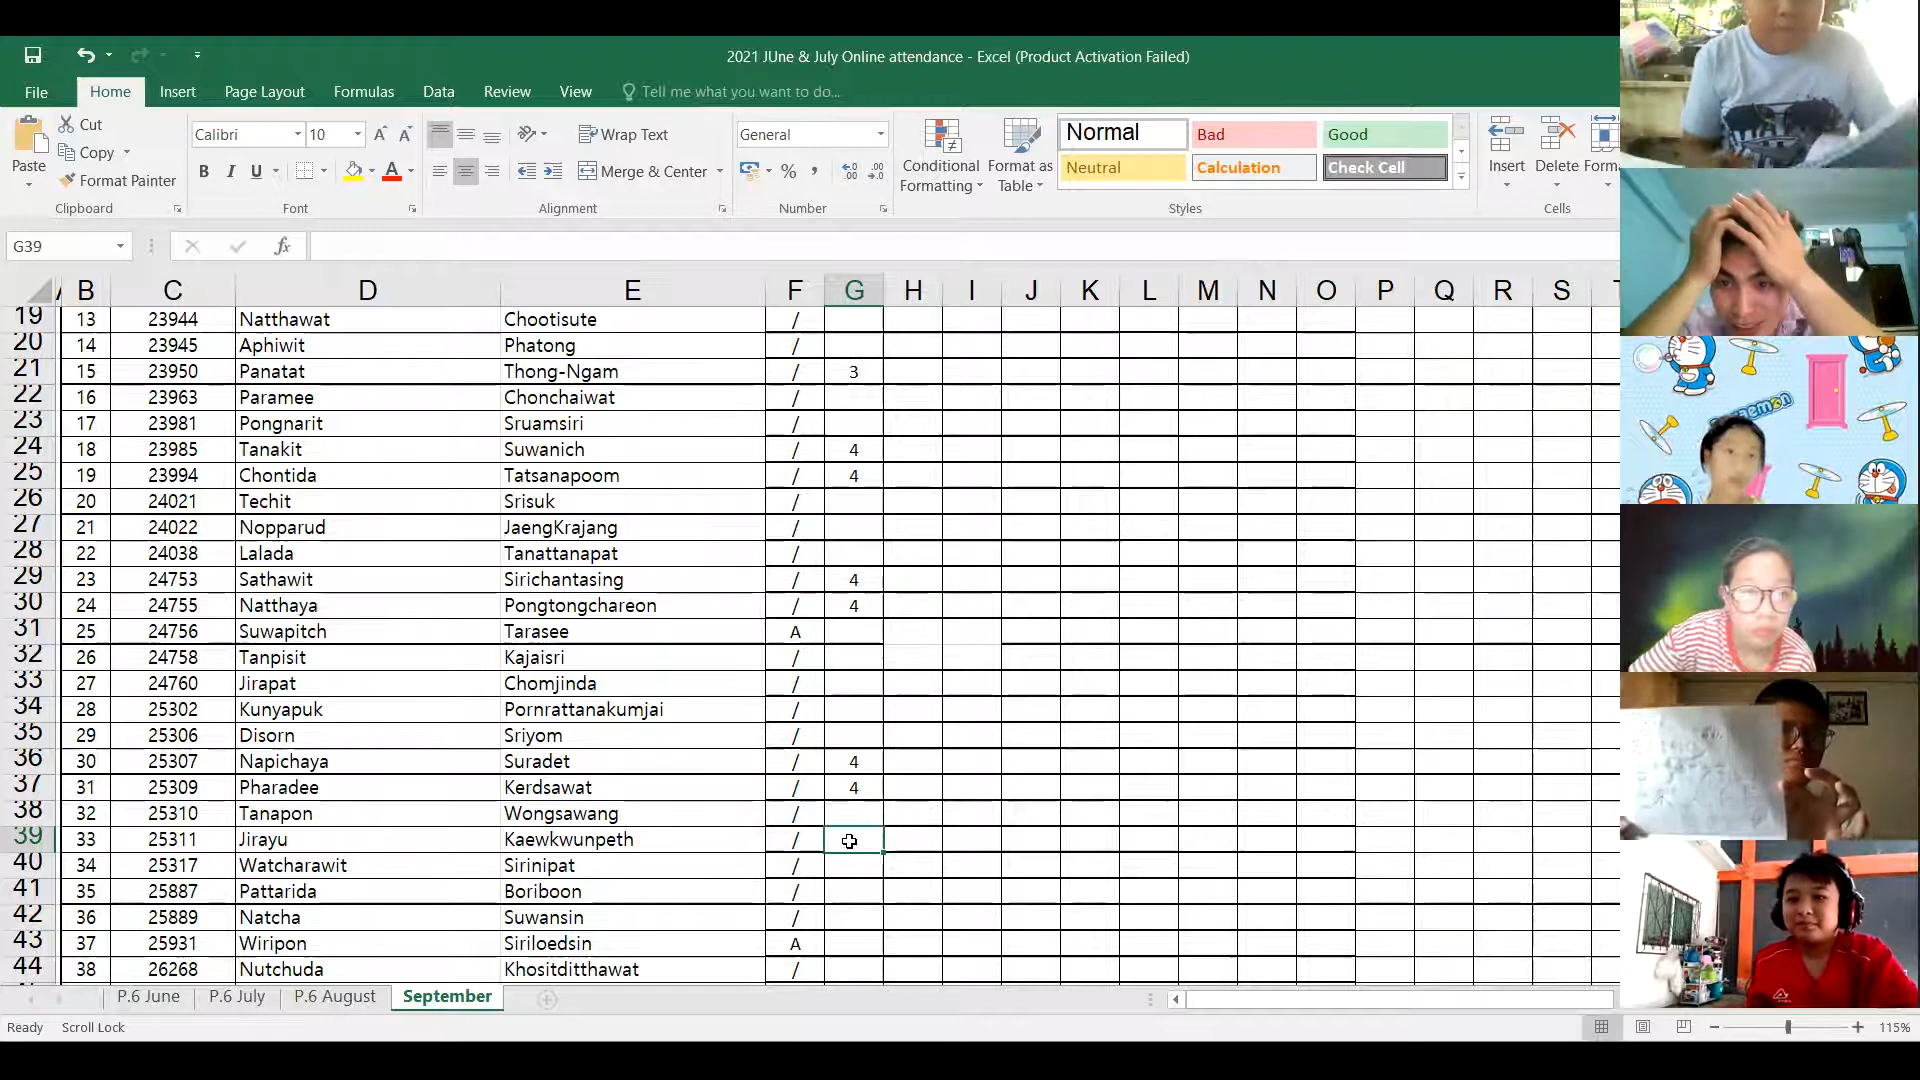 2021 JUne & July Online attendance - Excel (Product Activation Failed)
File Home Insert Page Layout Formulas Data Review View Tell me what you want to do...
Paste Cut Copy Format Painter Clipboard
Calibri 10 B I U A Font
Wrap Text Merge & Center Alignment
General % , Number
Conditional Formatting Format as Table
Normal Bad Good
Neutral Calculation Check Cell
Styles
Insert Delete Forma
Cells
G39 fx
B C D E F G H I J K L M N O P Q R S
19 13 23944 Natthawat Chootisute /
20 14 23945 Aphiwit Phatong /
21 15 23950 Panatat Thong-Ngam / 3
22 16 23963 Paramee Chonchaiwat /
23 17 23981 Pongnarit Sruamsiri /
24 18 23985 Tanakit Suwanich / 4
25 19 23994 Chontida Tatsanapoom / 4
26 20 24021 Techit Srisuk /
27 21 24022 Nopparud JaengKrajang /
28 22 24038 Lalada Tanattanapat /
29 23 24753 Sathawit Sirichantasing / 4
30 24 24755 Natthaya Pongtongchareon / 4
31 25 24756 Suwapitch Tarasee A
32 26 24758 Tanpisit Kajaisri /
33 27 24760 Jirapat Chomjinda /
34 28 25302 Kunyapuk Pornrattanakumjai /
35 29 25306 Disorn Sriyom /
36 30 25307 Napichaya Suradet / 4
37 31 25309 Pharadee Kerdsawat / 4
38 32 25310 Tanapon Wongsawang /
39 33 25311 Jirayu Kaewkwunpeth /
40 34 25317 Watcharawit Sirinipat /
41 35 25887 Pattarida Boriboon /
42 36 25889 Natcha Suwansin /
43 37 25931 Wiripon Siriloedsin A
44 38 26268 Nutchuda Khositditthawat /
P.6 June P.6 July P.6 August September
Ready Scroll Lock 115%